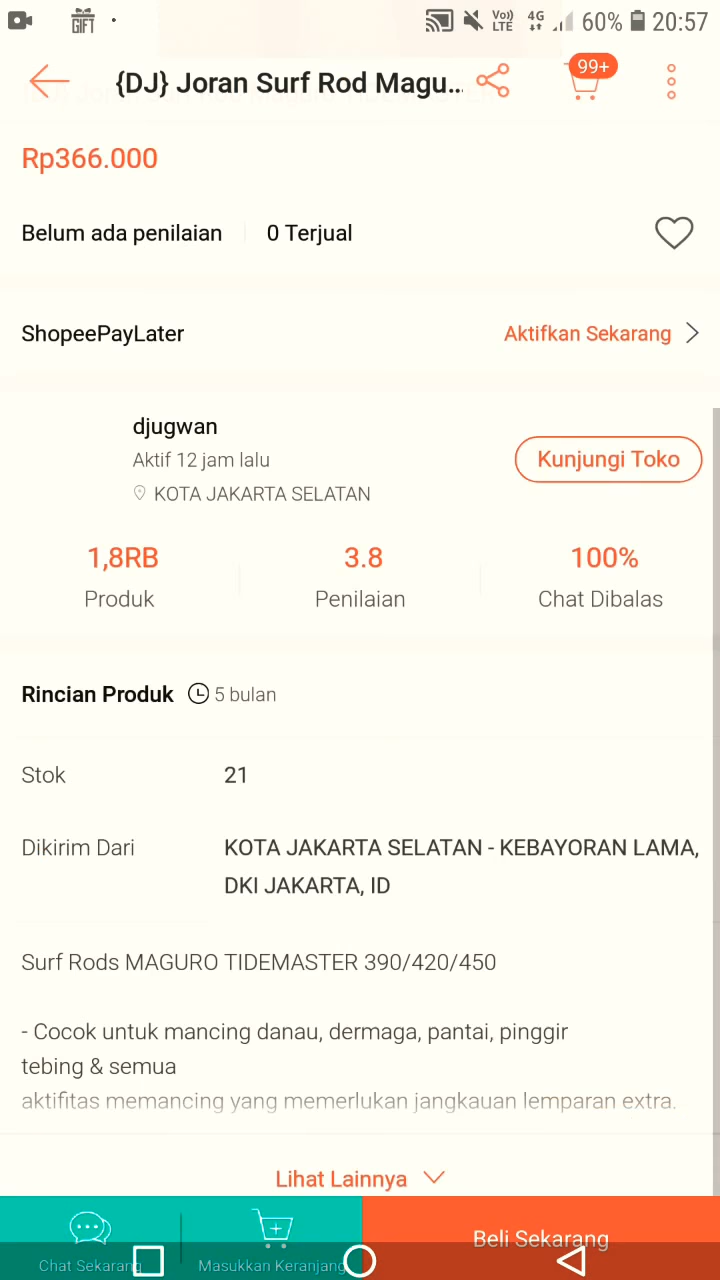 GIFT
Vo))
LTE
4G
60%
20:57
{DJ} Joran Surf Rod Magu...
99+
Rp366.000
Belum ada penilaian
0 Terjual
ShopeePayLater
Aktifkan Sekarang
djugwan
Aktif 12 jam lalu
KOTA JAKARTA SELATAN
Kunjungi Toko
1,8RB
3.8
100%
Produk
Penilaian
Chat Dibalas
Rincian Produk
5 bulan
Stok
21
Dikirim Dari
KOTA JAKARTA SELATAN - KEBAYORAN LAMA,
DKI JAKARTA, ID
Surf Rods MAGURO TIDEMASTER 390/420/450
- Cocok untuk mancing danau, dermaga, pantai, pinggir
tebing & semua
aktifitas memancing yang memerlukan jangkauan lemparan extra.
Lihat Lainnya
Chat Sekarang
Masukkan Keranjang
Beli Sekarang